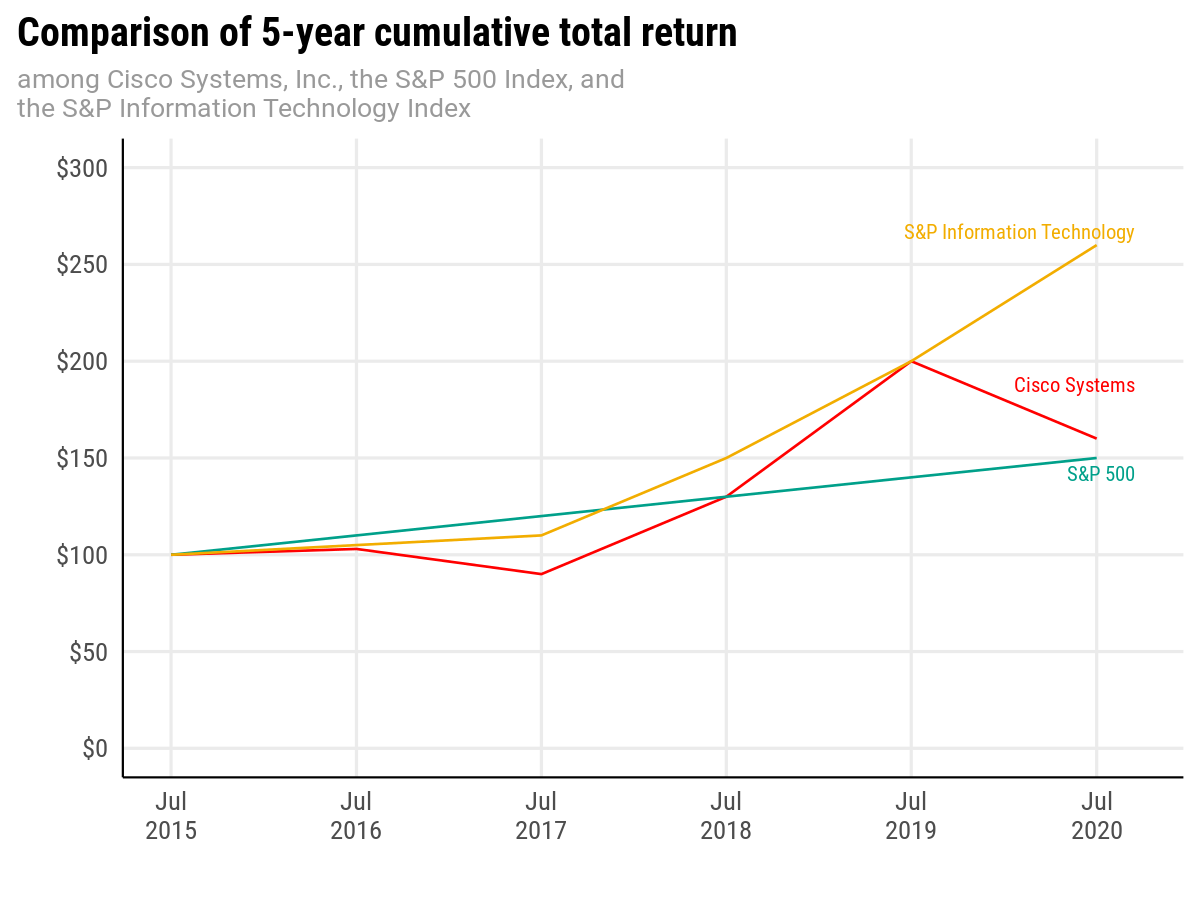 Comparison of 5-year cumulative total return
among Cisco Systems, Inc., the S&P 500 Index, and
the S&P Information Technology Index
$300
$250
$200
$150
$100
$50
$0
S&P Information Technology
Cisco Systems
S&P 500
Jul
2015
Jul
2016
Jul
2017
Jul
2018
Jul
2019
Jul
2020